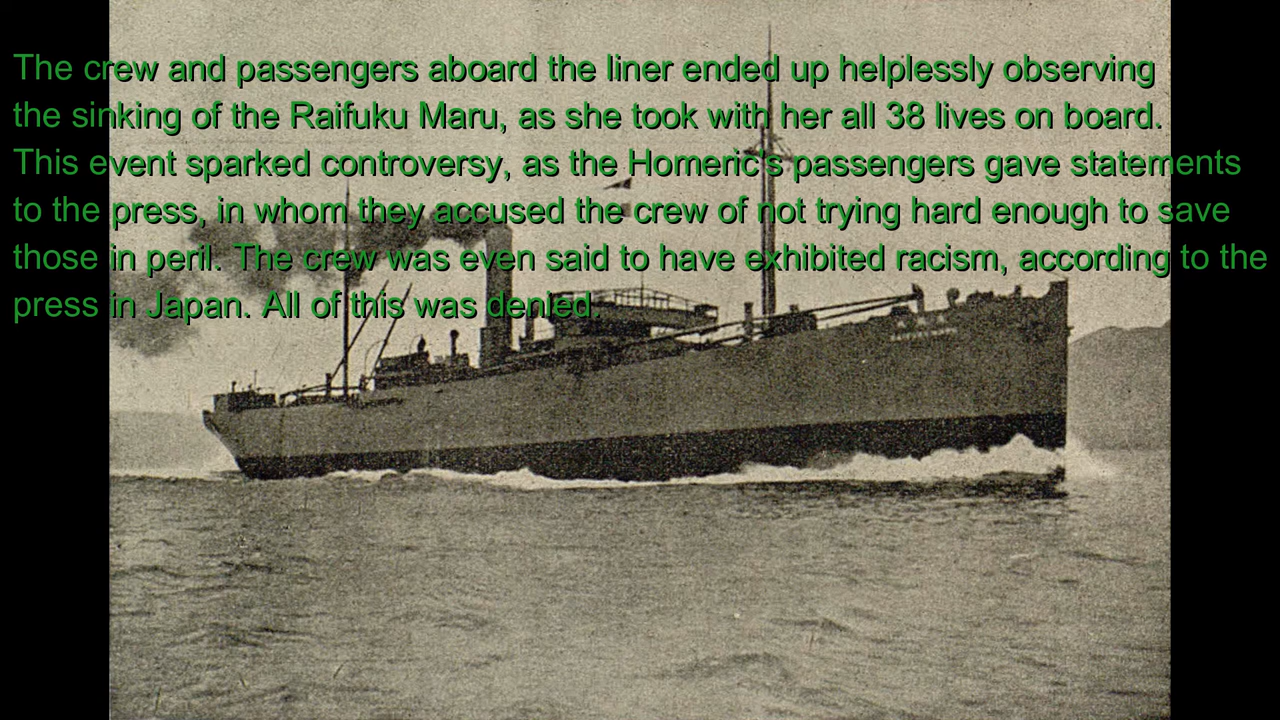 The crew and passengers aboard the liner ended up helplessly observing
the sinking of the Raifuku Maru, as she took with her all 38 lives on board.
This event sparked controversy, as the Homeric's passengers gave statements
to the press, in whom they accused the crew of not trying hard enough to save
those in peril. The crew was even said to have exhibited racism, according to the
press in Japan. All of this was denied.